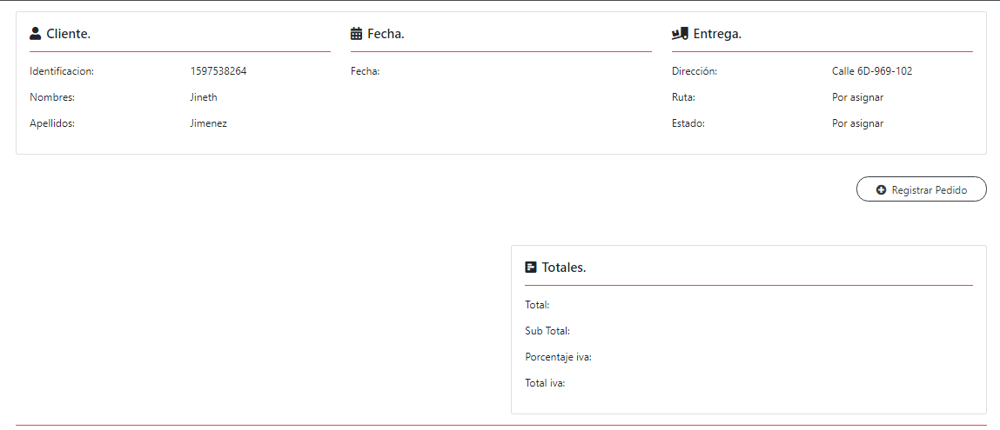 Cliente.
Identificacion: 1597538264
Nombres: Jineth
Apellidos: Jimenez
Fecha.
Fecha:
Entrega.
Dirección: Calle 6D-969-102
Ruta: Por asignar
Estado: Por asignar
Registrar Pedido
Totales.
Total:
Sub Total:
Porcentaje iva:
Total iva: